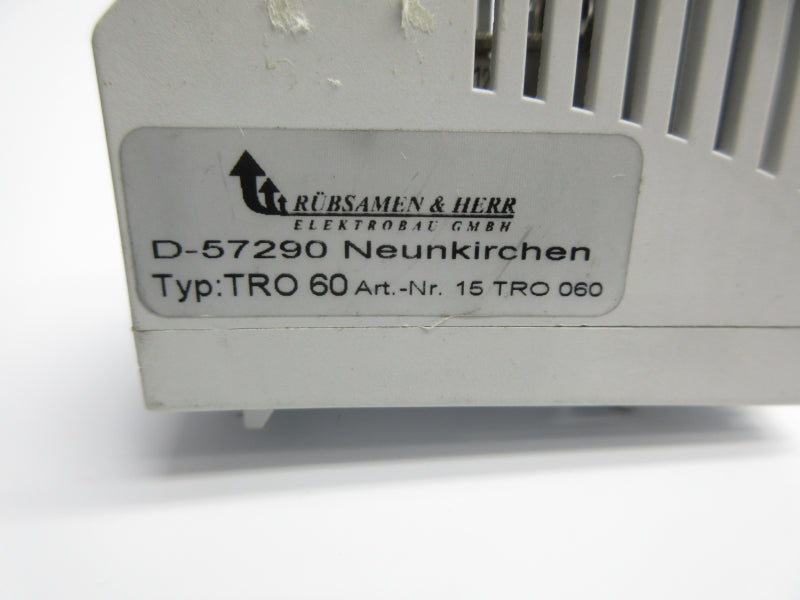 RÜBSAMEN & HERR
ELEKTROBAU GMBH
D-57290 Neunkirchen
Typ:TRO 60 Art.-Nr. 15 TRO 060